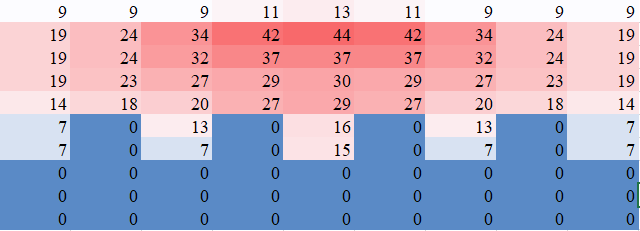 9 9 9 11 13 11 9 9 9
19 24 34 42 44 42 34 24 19
19 24 32 37 37 37 32 24 19
19 23 27 29 30 29 27 23 19
14 18 20 27 29 27 20 18 14
7 0 13 0 16 0 13 0 7
7 0 7 0 15 0 7 0 7
0 0 0 0 0 0 0 0 0
0 0 0 0 0 0 0 0 0
0 0 0 0 0 0 0 0 0